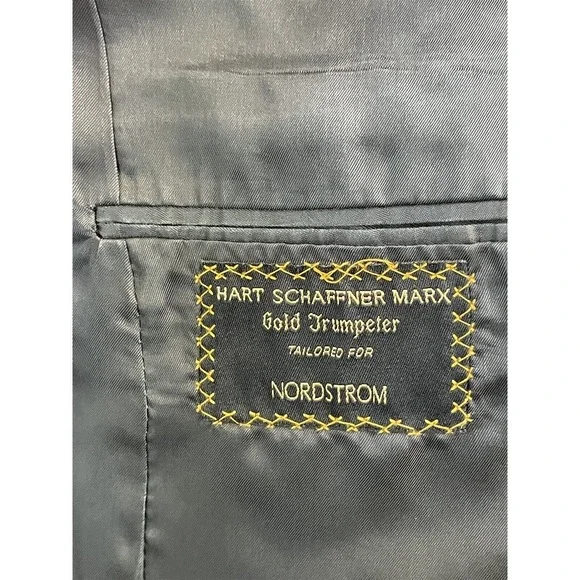 HART SCHAFFNER MARX
Gold Trumpeter
TAILORED FOR
NORDSTROM